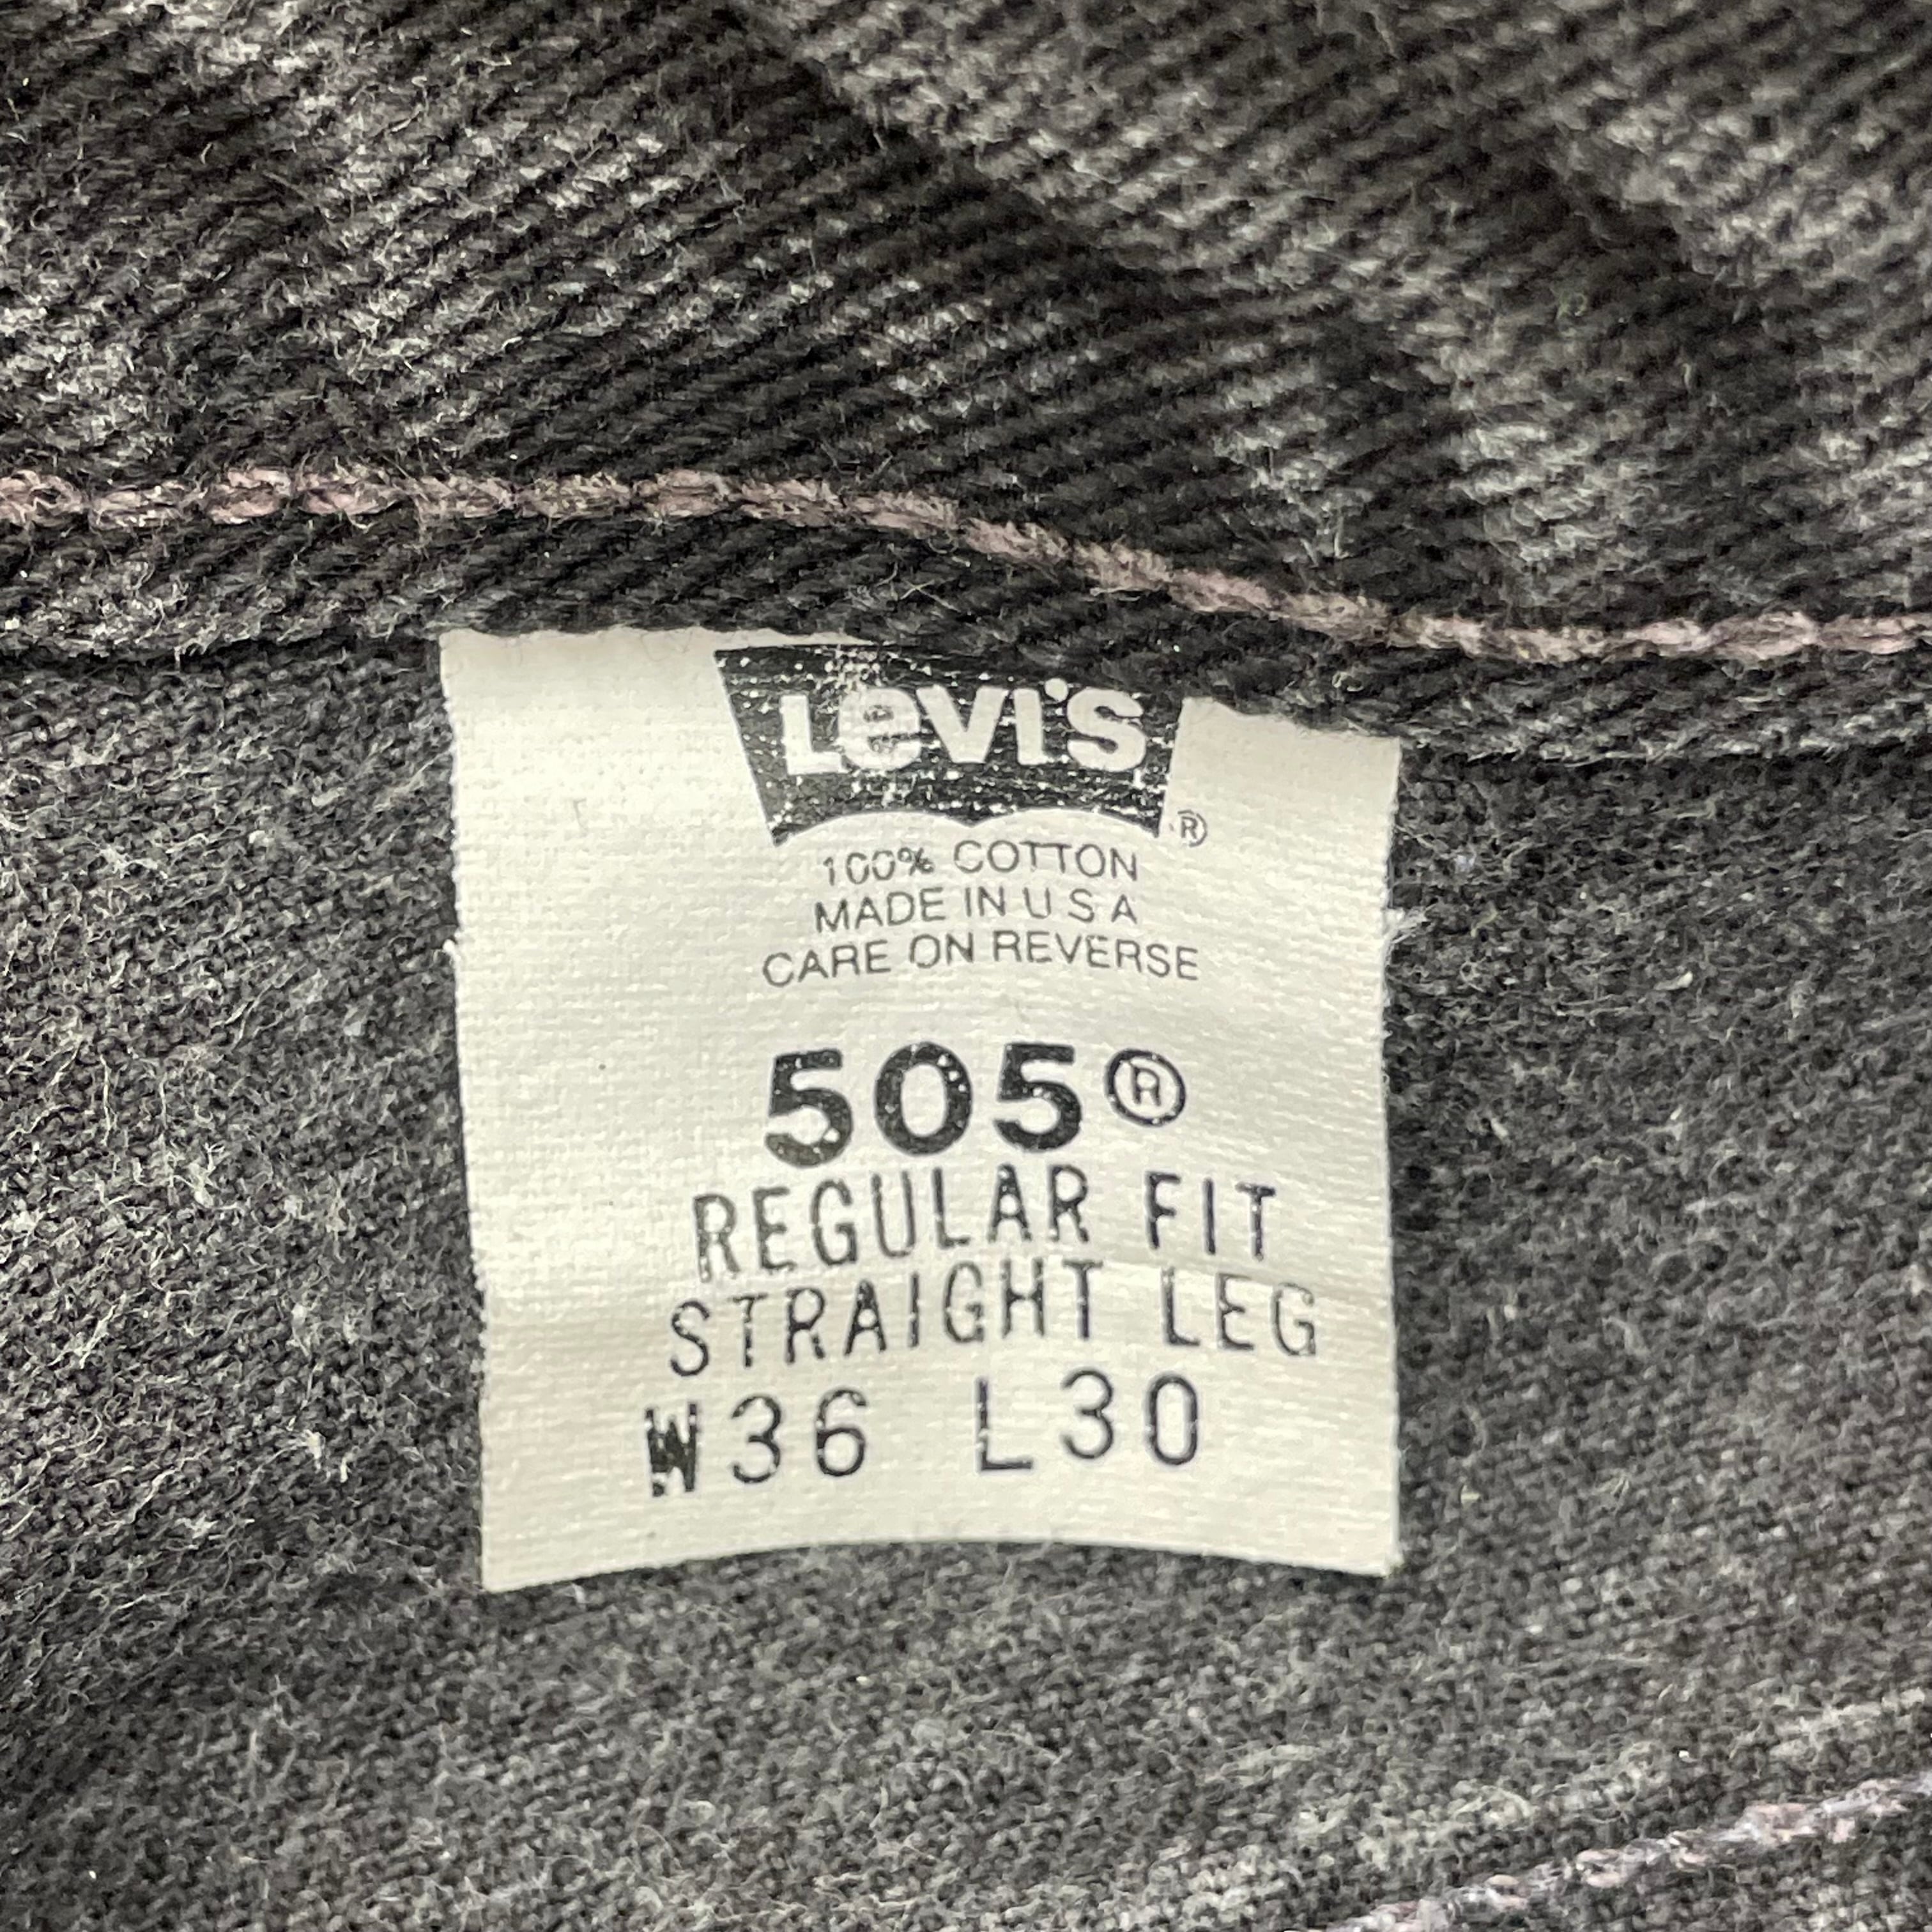 Levi's ®
100% COTTON
MADE IN U S A
CARE ON REVERSE
505®
REGULAR FIT
STRAIGHT LEG
W36 L30